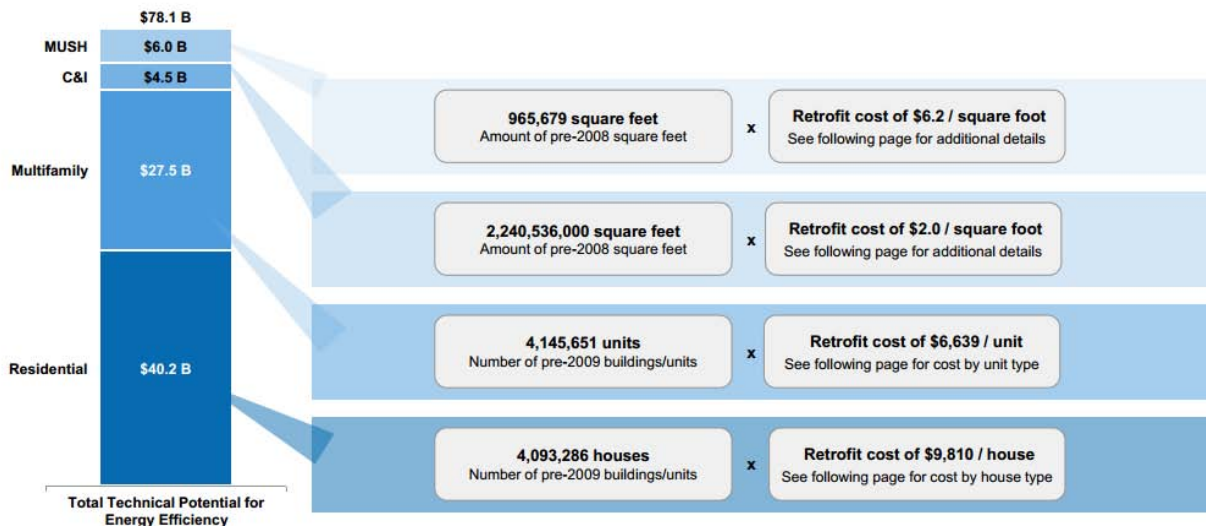 $78.1 B
MUSH
$6.0 B
C&I
$4.5 B
Multifamily
$27.5 B
Residential
$40.2 B
Total Technical Potential for
Energy Efficiency
965,679 square feet
Amount of pre-2008 square feet
x
Retrofit cost of $6.2 / square foot
See following page for additional details
2,240,536,000 square feet
Amount of pre-2008 square feet
x
Retrofit cost of $2.0 / square foot
See following page for additional details
4,145,651 units
Number of pre-2009 buildings/units
x
Retrofit cost of $6,639 / unit
See following page for cost by unit type
4,093,286 houses
Number of pre-2009 buildings/units
x
Retrofit cost of $9,810 / house
See following page for cost by house type